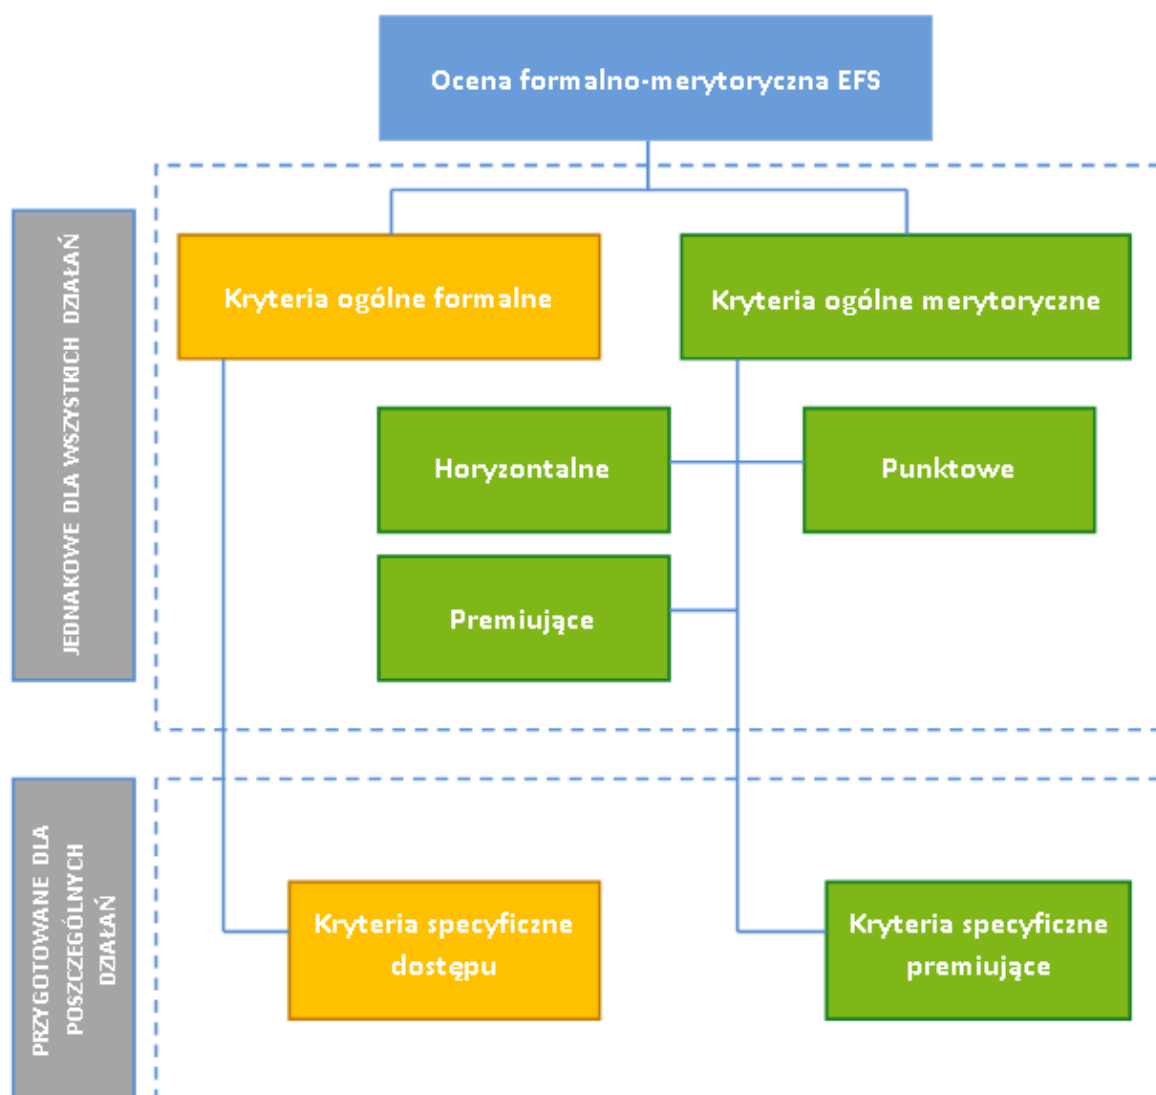 Ocena formalno-merytoryczna EFS
JEDNAKOWE DLA WSZYSTKICH DZIAŁAŃ
Kryteria ogólne formalne
Kryteria ogólne merytoryczne
Horyzontalne
Punktowe
Premiujące
PRZYGOTOWANE DLA
POSZCZEGÓLNYCH
DZIAŁAŃ
Kryteria specyficzne
dostępu
Kryteria specyficzne
premiujące